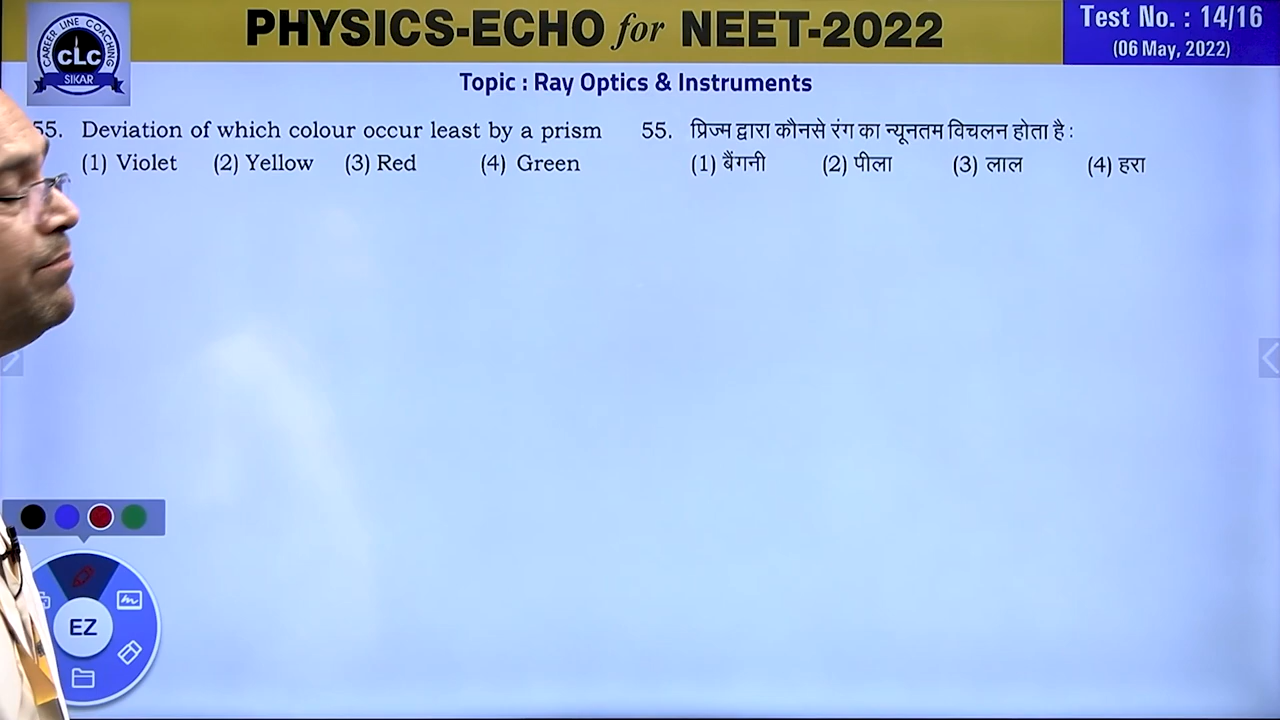 PHYSICS-ECHO for NEET-2022
Test No. : 14/16
(06 May, 2022)
CAREER LINE COACHING
CLC
SIKAR
Topic : Ray Optics & Instruments
55. Deviation of which colour occur least by a prism
(1) Violet (2) Yellow (3) Red (4) Green
55. प्रिज्म द्वारा कौनसे रंग का न्यूनतम विचलन होता है :
(1) बैंगनी (2) पीला (3) लाल (4) हरा
EZ